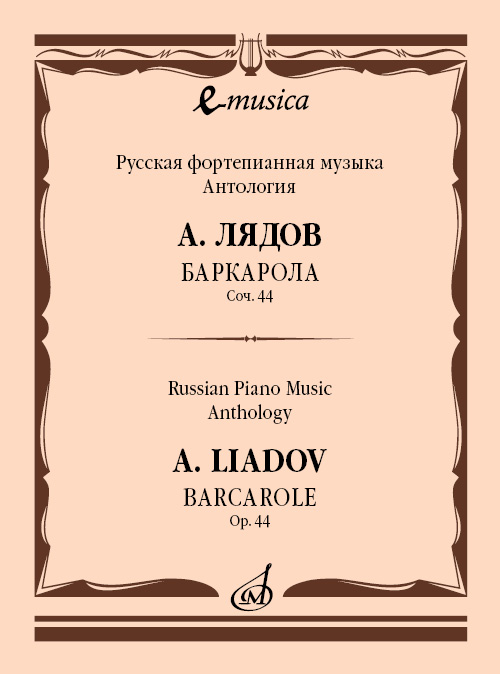 e-musica
Русская фортепианная музыка
Антология
А. ЛЯДОВ
БАРКАРОЛА
Соч. 44
Russian Piano Music
Anthology
A. LIADOV
BARCAROLE
Op. 44
М